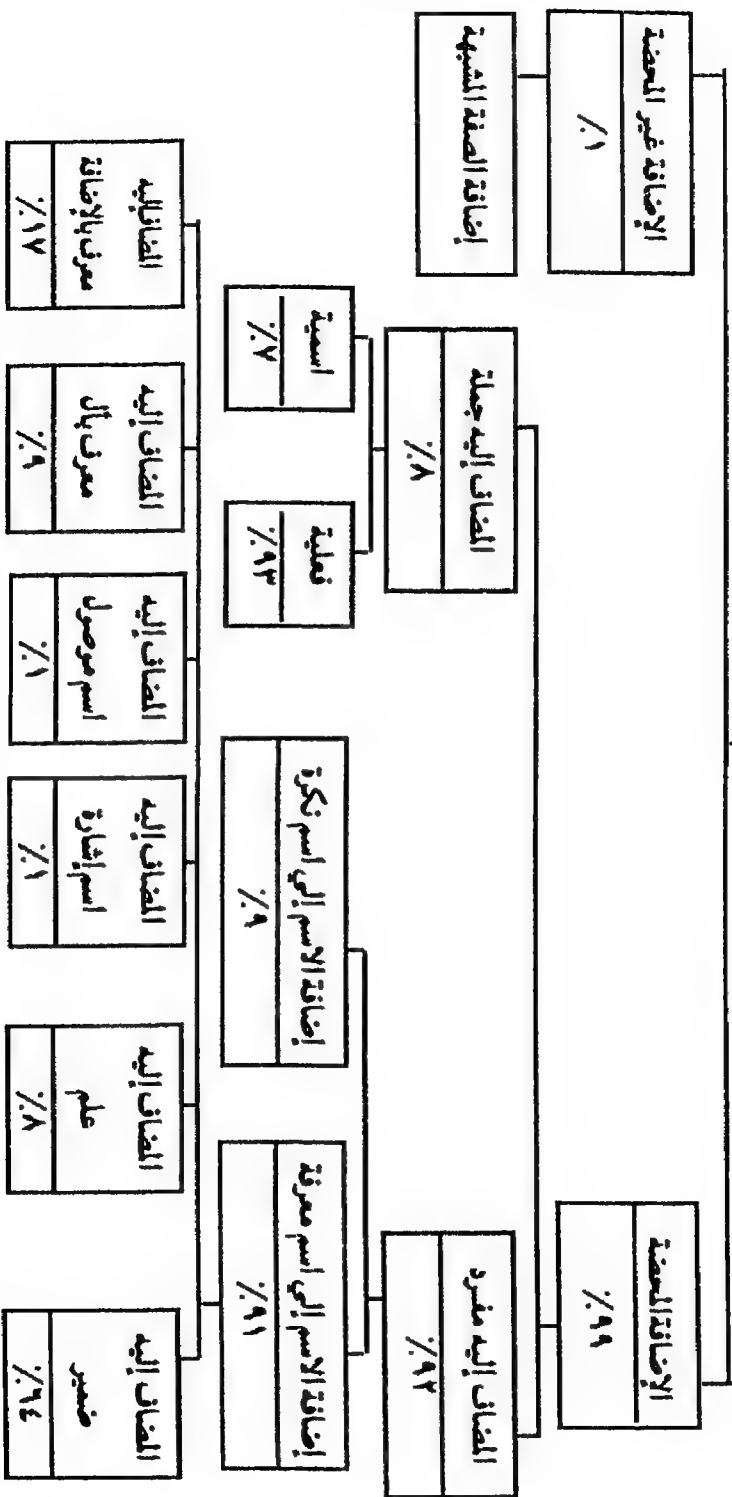 الإضافة المحضة
٪٩٩
الإضافة غير المحضة
٪١
المضاف إليه مفرد
٪٩٢
المضاف إليه جملة
٪٨
إضافة الصفة المشبهة
إضافة الاسم إلي اسم معرفة
٪٩١
إضافة الاسم إلي اسم نكرة
٪٩
فعلية
٪٩٣
اسمية
٪٧
المضاف إليه
ضمير
٪٦٤
المضاف إليه
علم
٪٨
المضاف إليه
اسم إشارة
٪١
المضاف إليه
اسم موصول
٪١
المضاف إليه
معرف بأل
٪٩
المضاف إليه
معرف بالإضافة
٪١٧